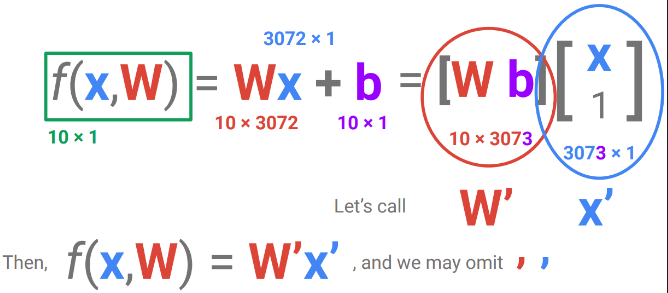 3072 × 1
f(x,W) = Wx + b = [W b] [x 1]
10 × 1
10 × 3072
10 × 1
10 × 3073
3073 × 1
Let's call W’ x’
Then, f(x,W) = W’x’ , and we may omit ’ ’